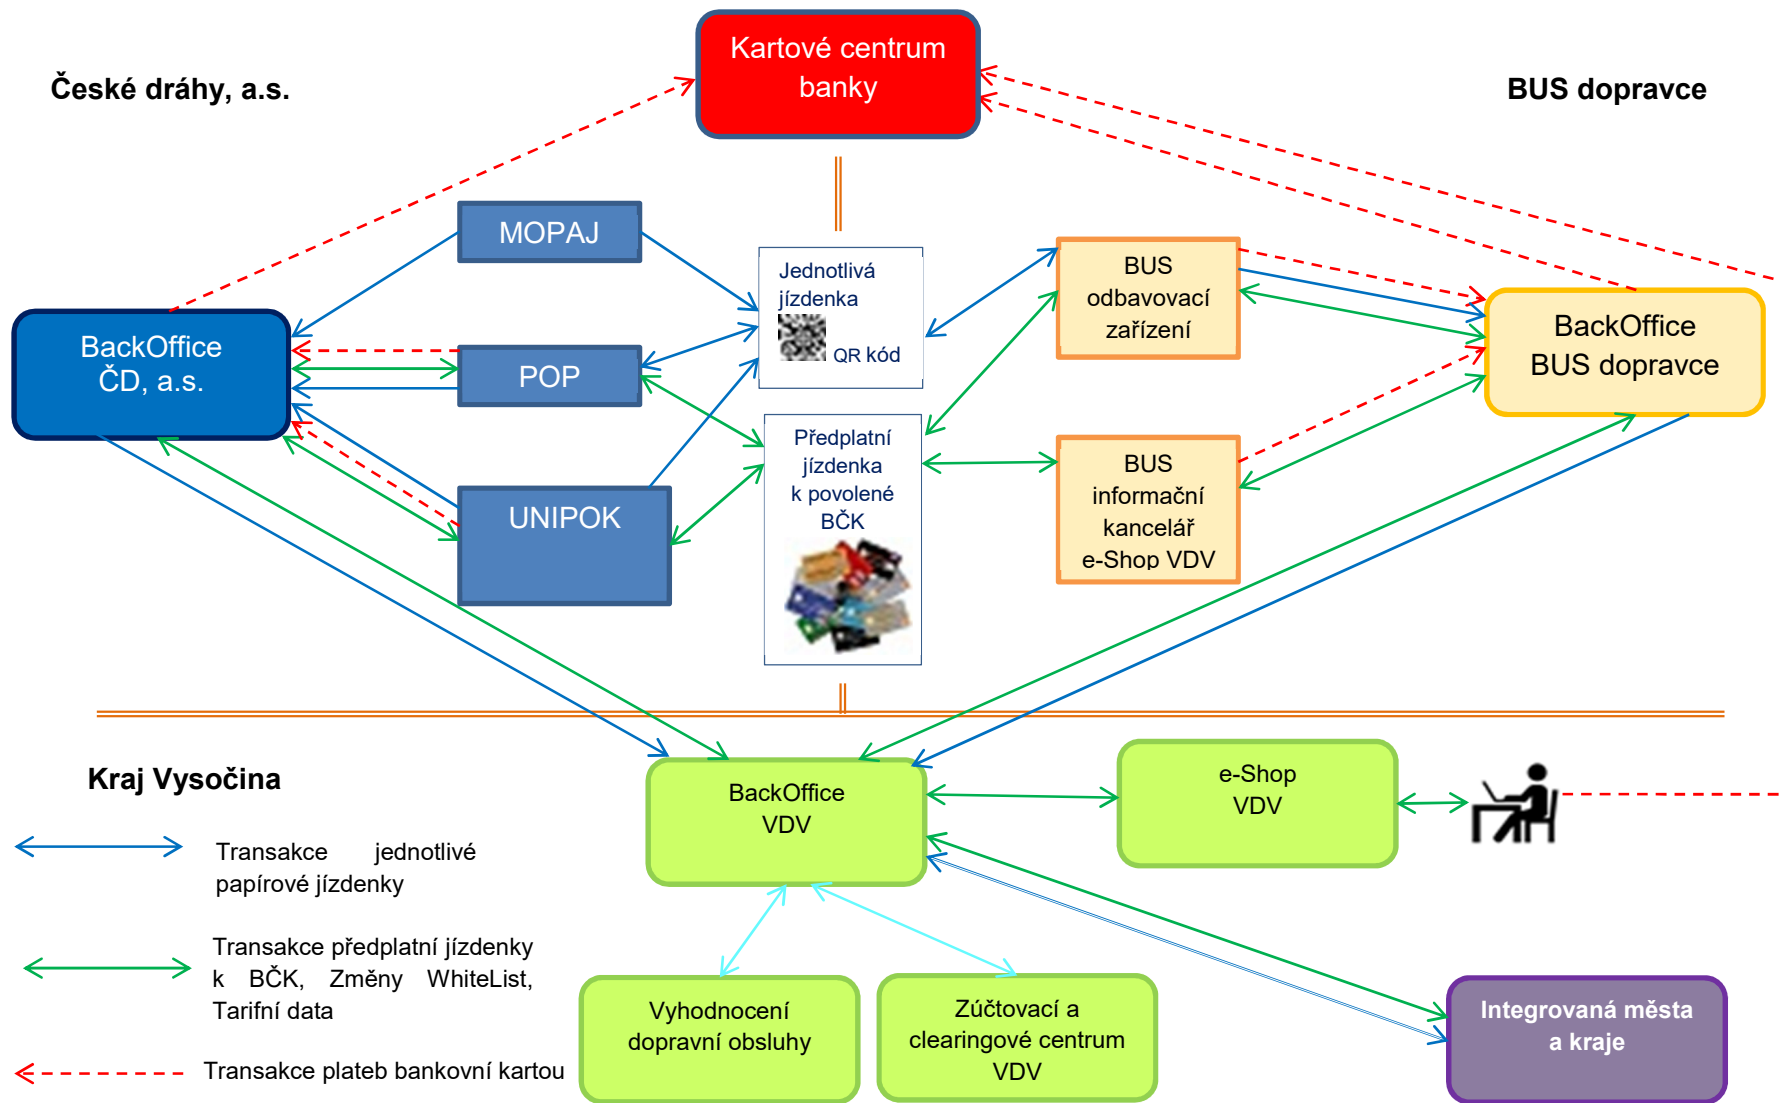 Kartové centrum
banky
České dráhy, a.s.
BUS dopravce
MOPAJ
Jednotlivá
jízdenka
QR kód
BUS
odbavovací
zařízení
BackOffice
ČD, a.s.
POP
BackOffice
BUS dopravce
Předplatní
jízdenka
k povolené
BČK
UNIPOK
BUS
informační
kancelář
e-Shop VDV
Kraj Vysočina
BackOffice
VDV
e-Shop
VDV
Transakce jednotlivé
papírové jízdenky
Transakce předplatní jízdenky
k BČK, Změny WhiteList,
Tarifní data
Transakce plateb bankovní kartou
Vyhodnocení
dopravní obsluhy
Zúčtovací a
clearingové centrum
VDV
Integrovaná města
a kraje